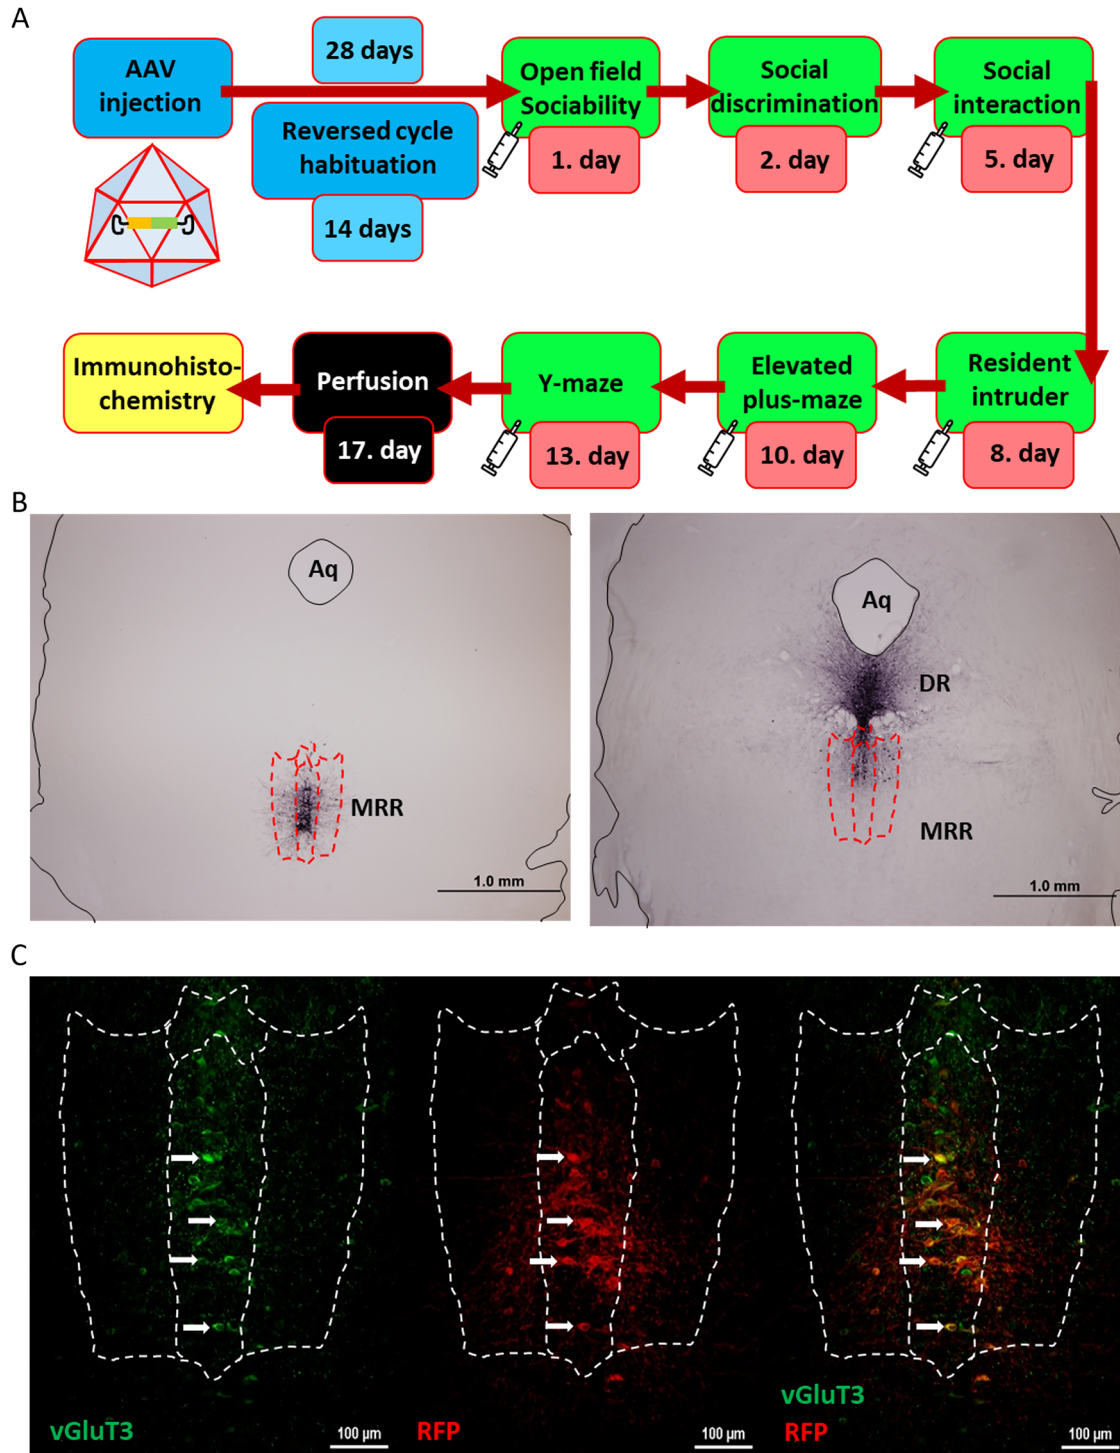 A
AAV
injection
28 days
Reversed cycle
habituation
14 days
Open field
Sociability
1. day
Social
discrimination
2. day
Social
interaction
5. day
Immunohisto-
chemistry
Perfusion
17. day
Y-maze
13. day
Elevated
plus-maze
10. day
Resident
intruder
8. day
B
Aq
MRR
1.0 mm
Aq
DR
MRR
1.0 mm
C
vGluT3
100 µm
RFP
100 µm
vGluT3
RFP
100 µm